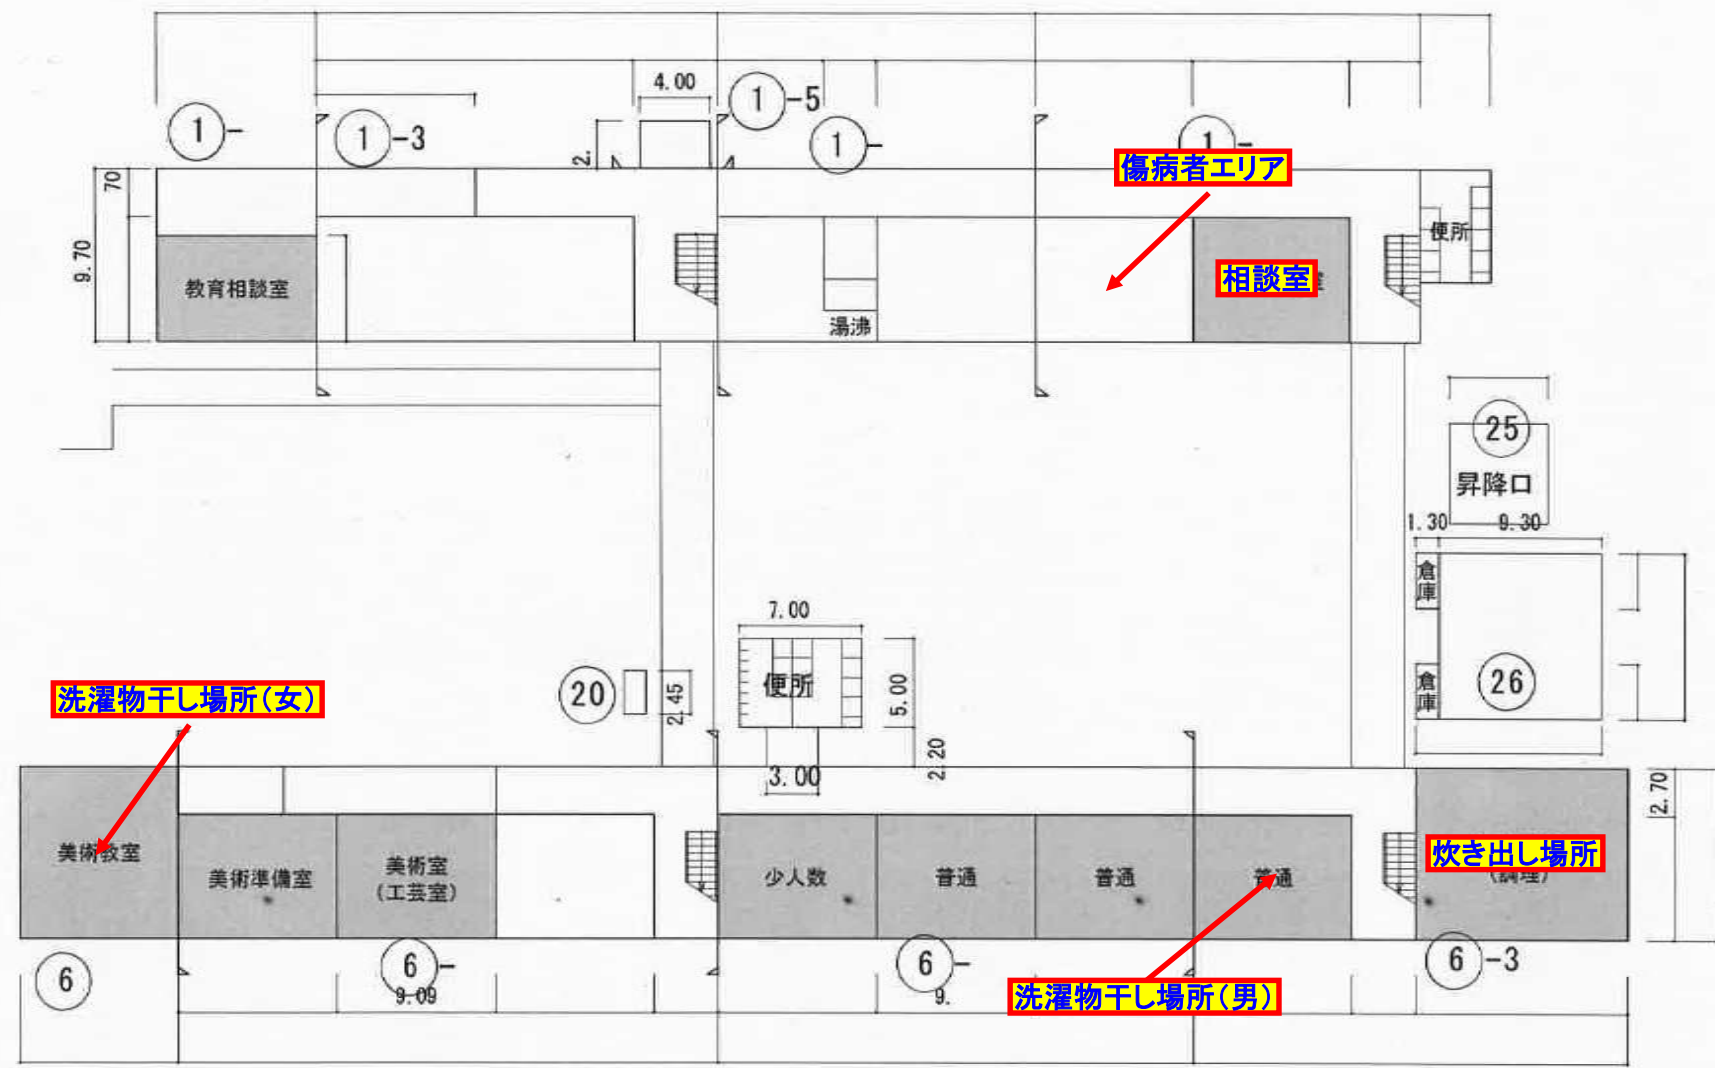 4.00
1-
1-3
1-5
1-
1-
2.
傷病者エリア
70
9.70
便所
教育相談室
相談室
湯沸
25
昇降口
1.30
9.30
倉庫
7.00
20
2.45
便所
5.00
倉庫
26
洗濯物干し場所(女)
2.20
3.00
2.70
美術教室
美術準備室
美術室
(工芸室)
少人数
普通
普通
普通
炊き出し場所
(調理)
6
6-
6-
6-3
9.09
9.
洗濯物干し場所(男)